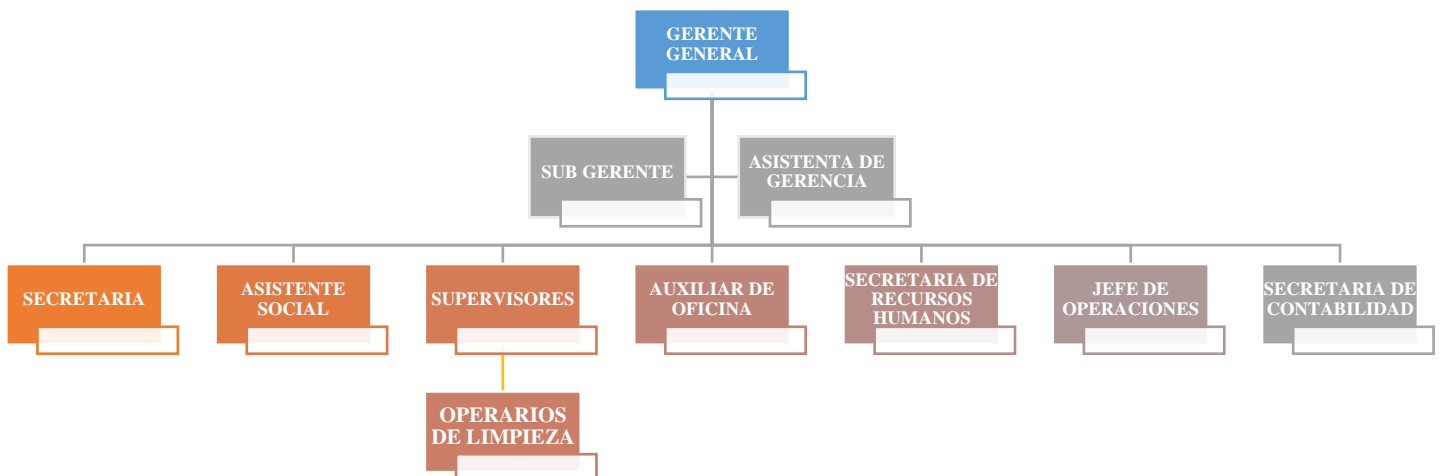 GERENTE
GENERAL
SUB GERENTE
ASISTENTA DE
GERENCIA
SECRETARIA
ASISTENTE
SOCIAL
SUPERVISORES
AUXILIAR DE
OFICINA
SECRETARIA DE
RECURSOS
HUMANOS
JEFE DE
OPERACIONES
SECRETARIA DE
CONTABILIDAD
OPERARIOS
DE LIMPIEZA